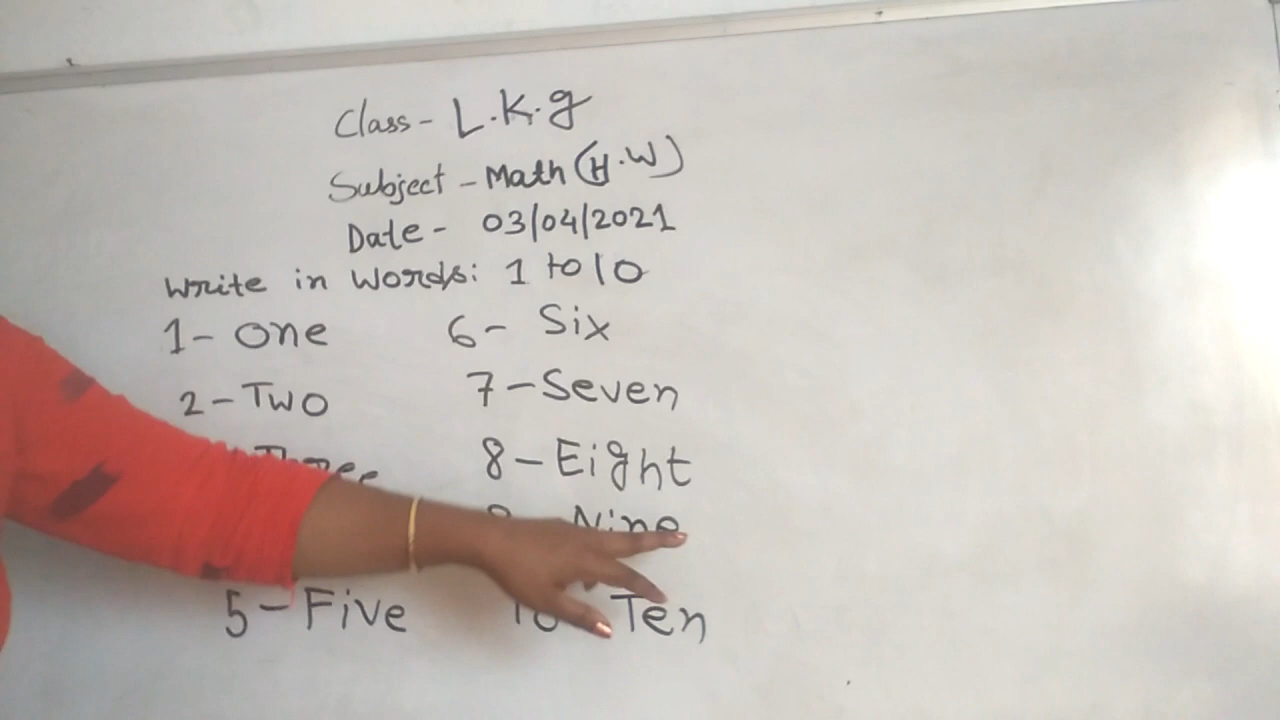 Class - L.K.g
Subject - Math (H.W)
Date - 03/04/2021
Write in words: 1 to 10
1 - One 6 - Six
2 - Two 7 - Seven
Three 8 - Eight
Nine
5 - Five 10 Ten